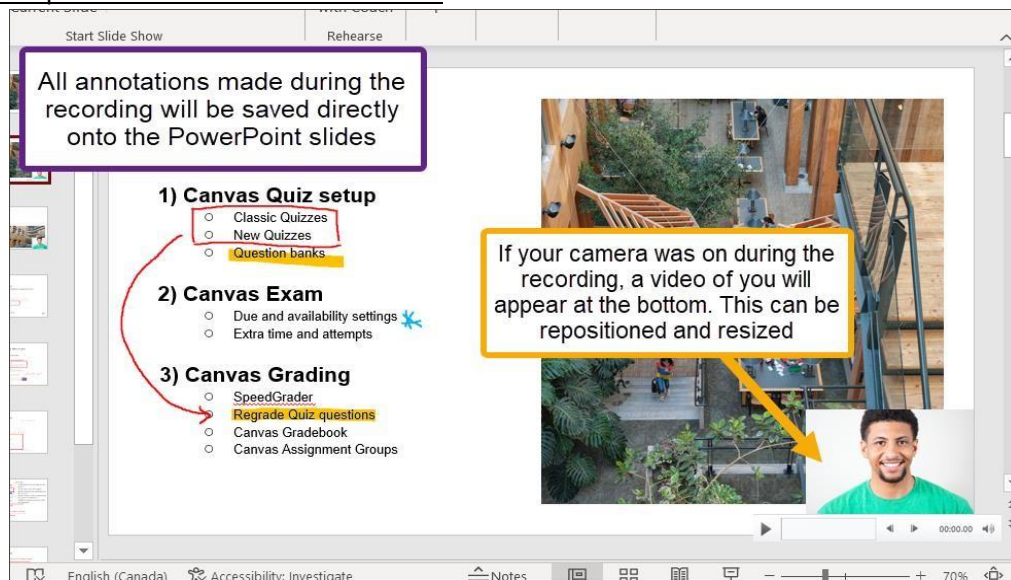 Start Slide Show
Rehearse
All annotations made during the
recording will be saved directly
onto the PowerPoint slides
1) Canvas Quiz setup
Classic Quizzes
New Quizzes
Question banks
2) Canvas Exam
Due and availability settings
Extra time and attempts
3) Canvas Grading
SpeedGrader
Regrade Quiz questions
Canvas Gradebook
Canvas Assignment Groups
If your camera was on during the
recording, a video of you will
appear at the bottom. This can be
repositioned and resized
00:00.00
English (Canada) Accessibility: Investigate Notes 70%